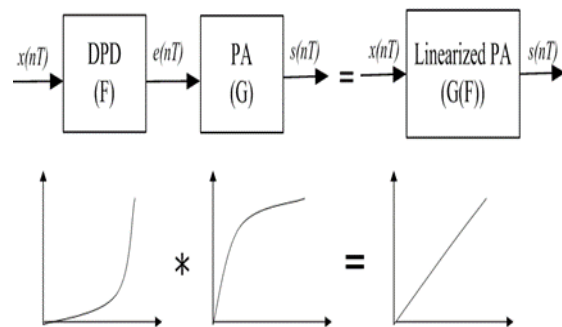 x(nT) DPD (F) e(nT) PA (G) s(nT) = x(nT) Linearized PA (G(F)) s(nT)
* =